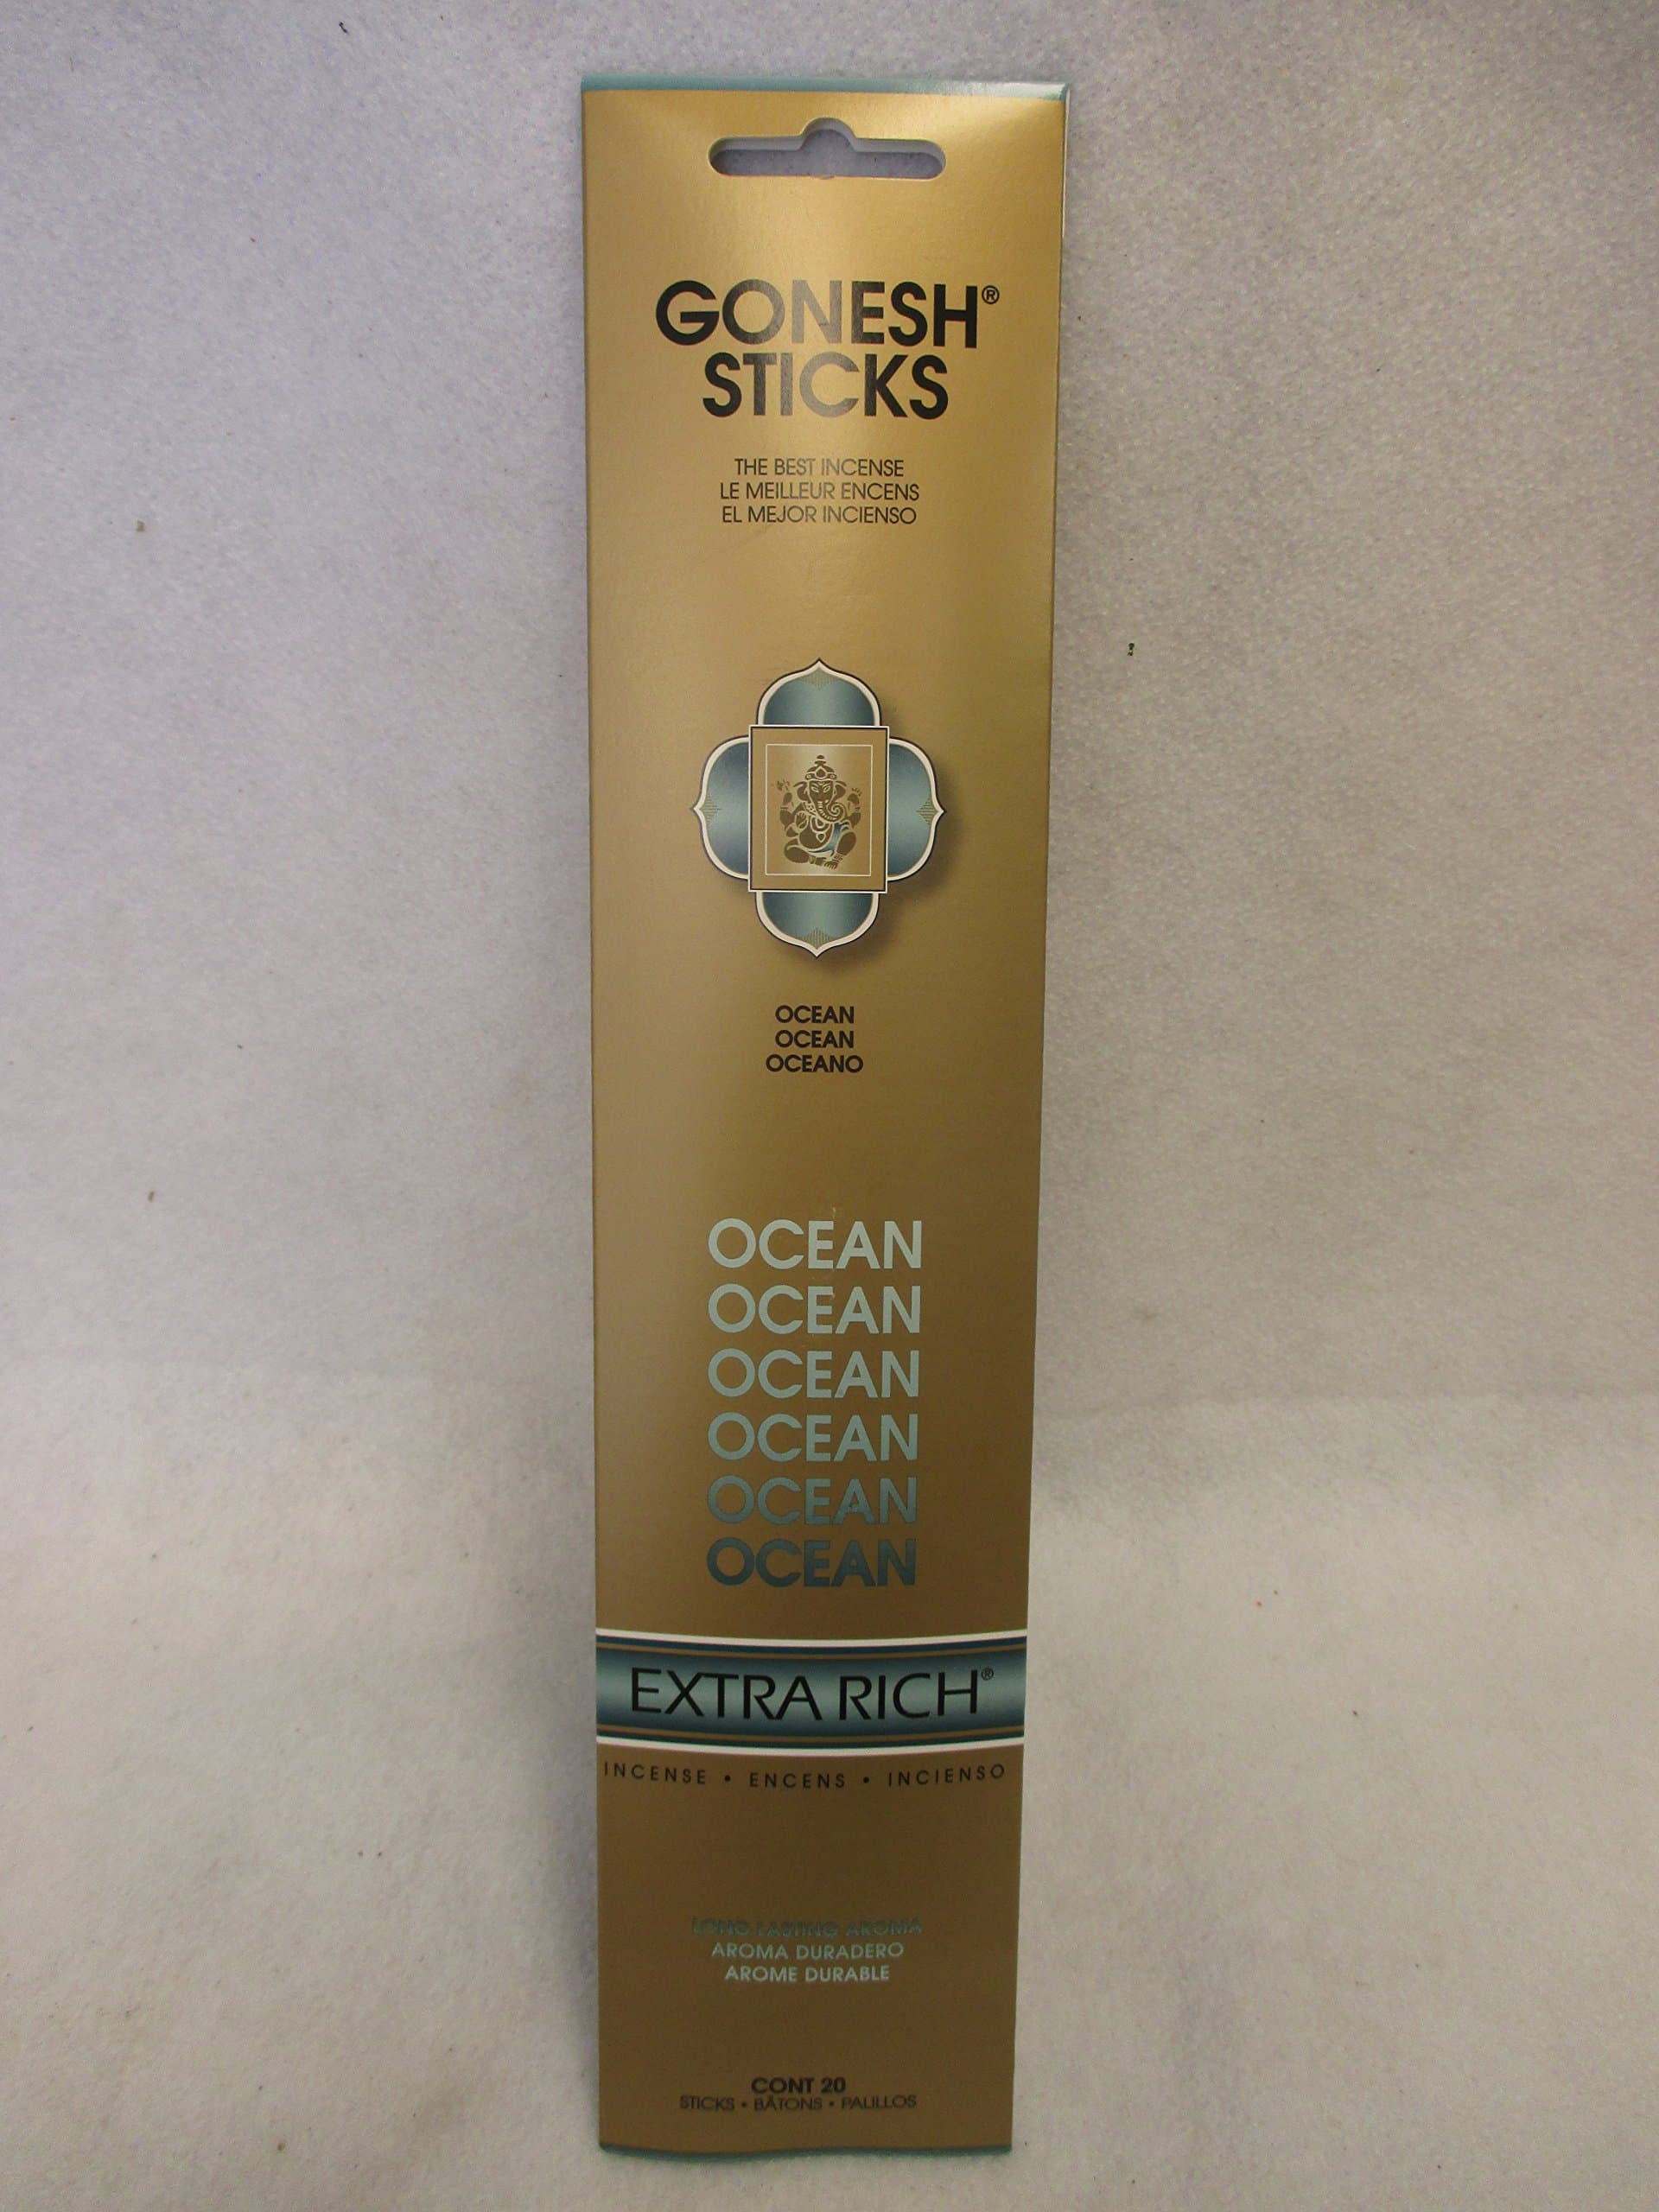 GONESH®
STICKS
THE BEST INCENSE
LE MEILLEUR ENCENS
EL MEJOR INCIENSO
OCEAN
OCEAN
OCEANO
OCEAN
OCEAN
OCEAN
OCEAN
OCEAN
OCEAN
EXTRA RICH®
INCENSE • ENCENS • INCIENSO
LONG LASTING AROMA
AROMA DURADERO
AROME DURABLE
CONT 20
STICKS • BÂTONS • PALILLOS